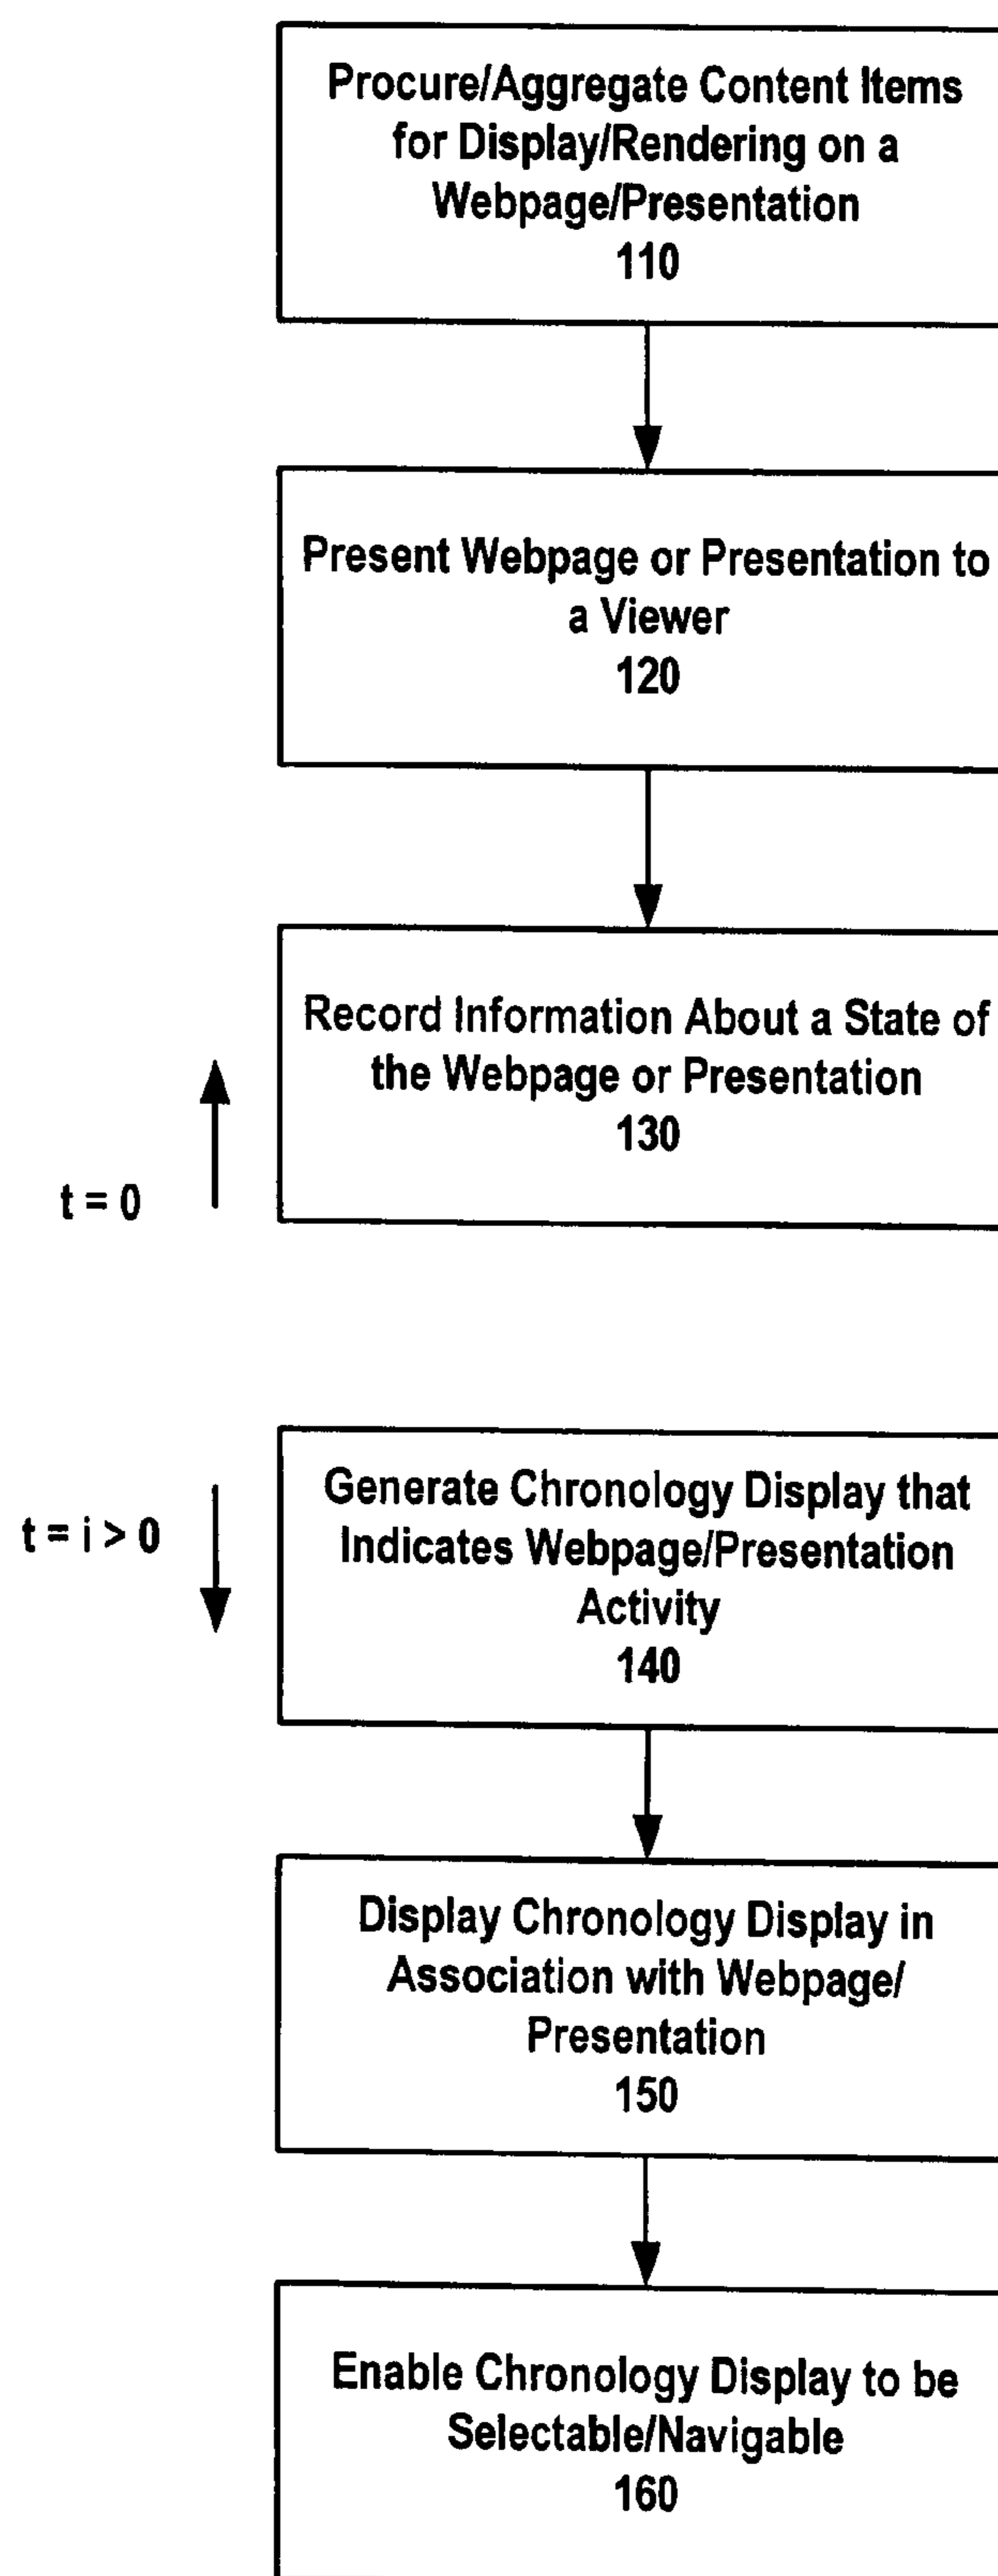 Procure/Aggregate Content Items
for Display/Rendering on a
Webpage/Presentation
110
Present Webpage or Presentation to
a Viewer
120
Record Information About a State of
the Webpage or Presentation
130
t = 0
t = i > 0
Generate Chronology Display that
Indicates Webpage/Presentation
Activity
140
Display Chronology Display in
Association with Webpage/
Presentation
150
Enable Chronology Display to be
Selectable/Navigable
160